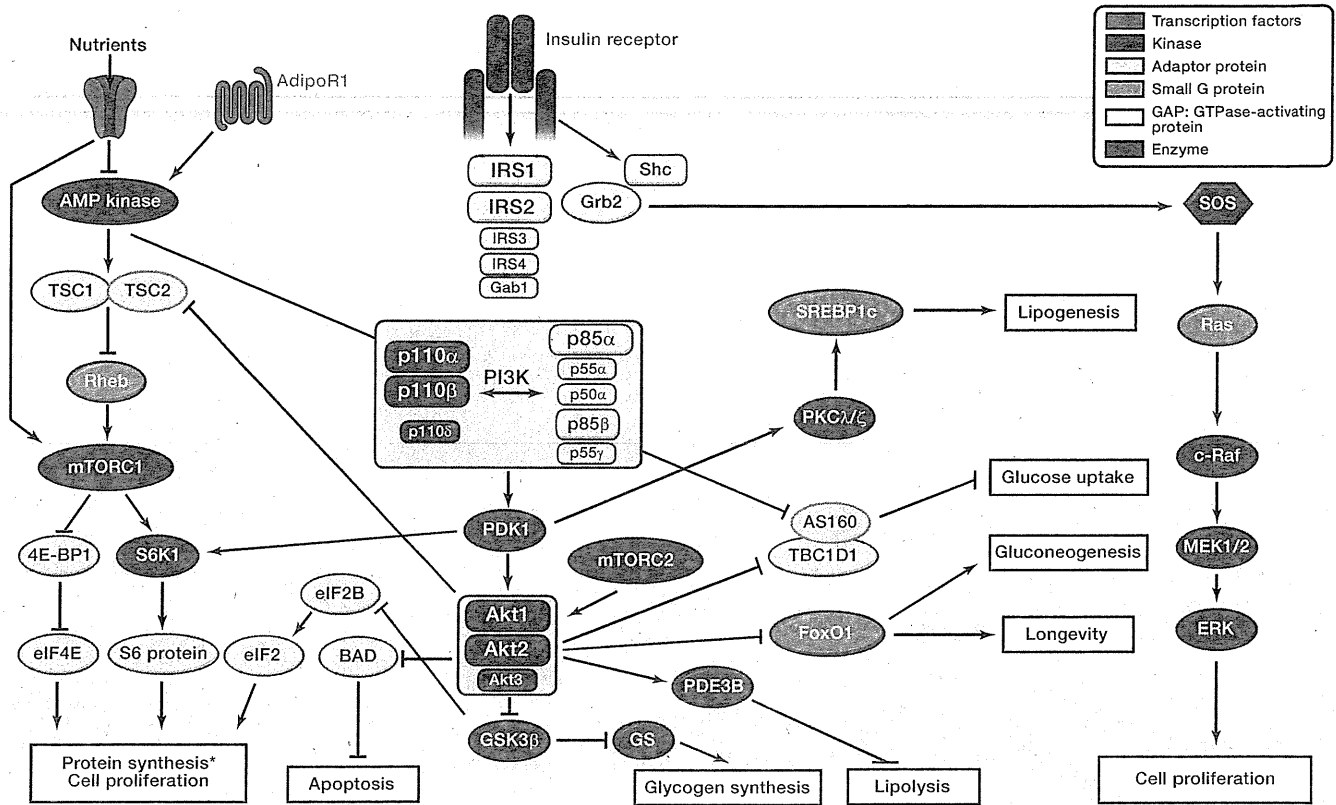 Nutrients
AdipoR1
Insulin receptor
Transcription factors
Kinase
Adaptor protein
Small G protein
GAP: GTPase-activating
protein
Enzyme
AMP kinase
IRS1
IRS2
IRS3
IRS4
Gab1
Shc
Grb2
SOS
TSC1
TSC2
Rheb
mTORC1
p110α
p110β
p110δ
PI3K
p85α
p55α
p50α
p85β
p55γ
SREBP1c
Lipogenesis
Ras
PKCλ/ζ
c-Raf
Glucose uptake
AS160
TBC1D1
4E-BP1
S6K1
PDK1
mTORC2
MEK1/2
Gluconeogenesis
eIF2B
Akt1
Akt2
Akt3
FoxO1
Longevity
ERK
eIF4E
S6 protein
eIF2
BAD
PDE3B
GSK3β
GS
Protein synthesis*
Cell proliferation
Apoptosis
Glycogen synthesis
Lipolysis
Cell proliferation